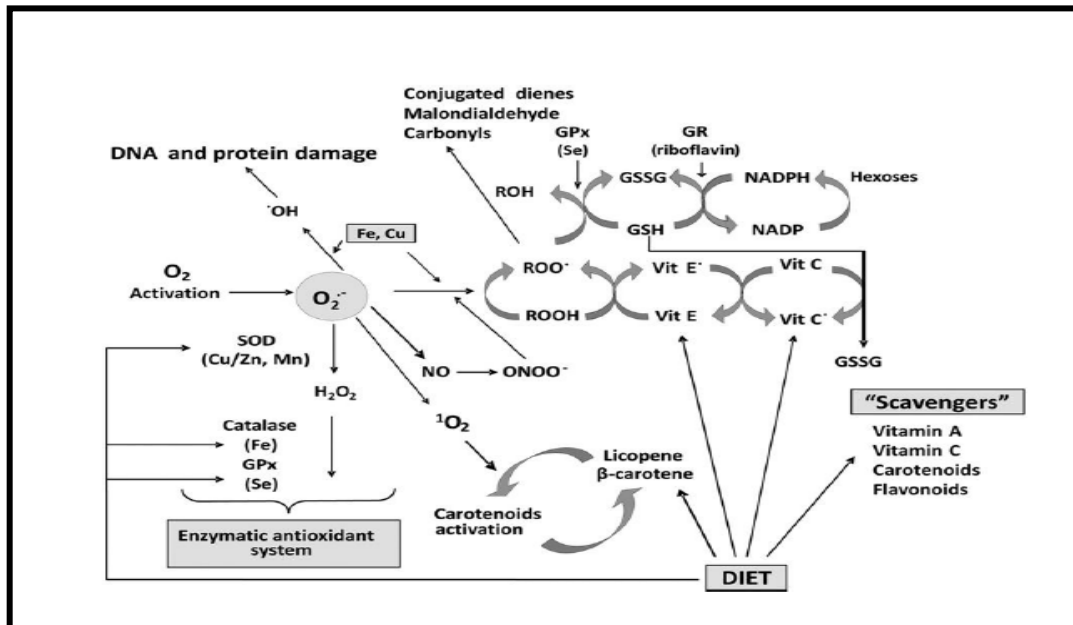 Conjugated dienes
Malondialdehyde
Carbonyls
GPx
(Se)
GR
(riboflavin)
DNA and protein damage
ROH
GSSG
NADPH
Hexoses
˙OH
Fe, Cu
GSH
NADP
O₂
Activation
O₂˙⁻
ROO˙
Vit E˙
Vit C
ROOH
Vit E
Vit C˙
SOD
(Cu/Zn, Mn)
NO
ONOO⁻
GSSG
H₂O₂
"Scavengers"
¹O₂
Vitamin A
Vitamin C
Carotenoids
Flavonoids
Catalase
(Fe)
GPx
(Se)
Licopene
β-carotene
Carotenoids
activation
Enzymatic antioxidant
system
DIET